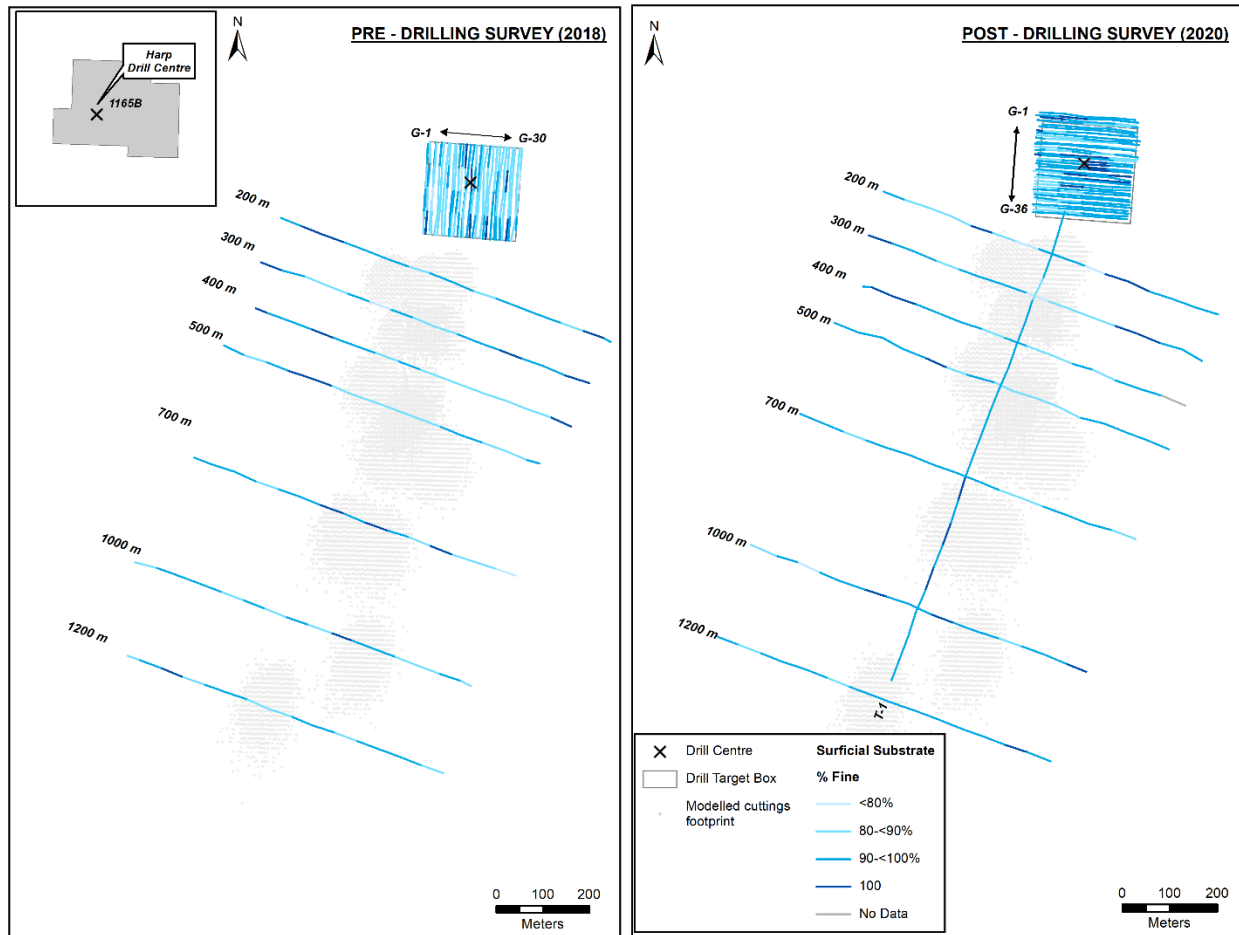 PRE - DRILLING SURVEY (2018)
N
Harp
Drill Centre
1165B
G-1
G-30
200 m
300 m
400 m
500 m
700 m
1000 m
1200 m
0 100 200
Meters
POST - DRILLING SURVEY (2020)
N
G-1
G-36
200 m
300 m
400 m
500 m
700 m
1000 m
1200 m
T-1
Drill Centre
Drill Target Box
Modelled cuttings
footprint
Surficial Substrate
% Fine
<80%
80-<90%
90-<100%
100
No Data
0 100 200
Meters